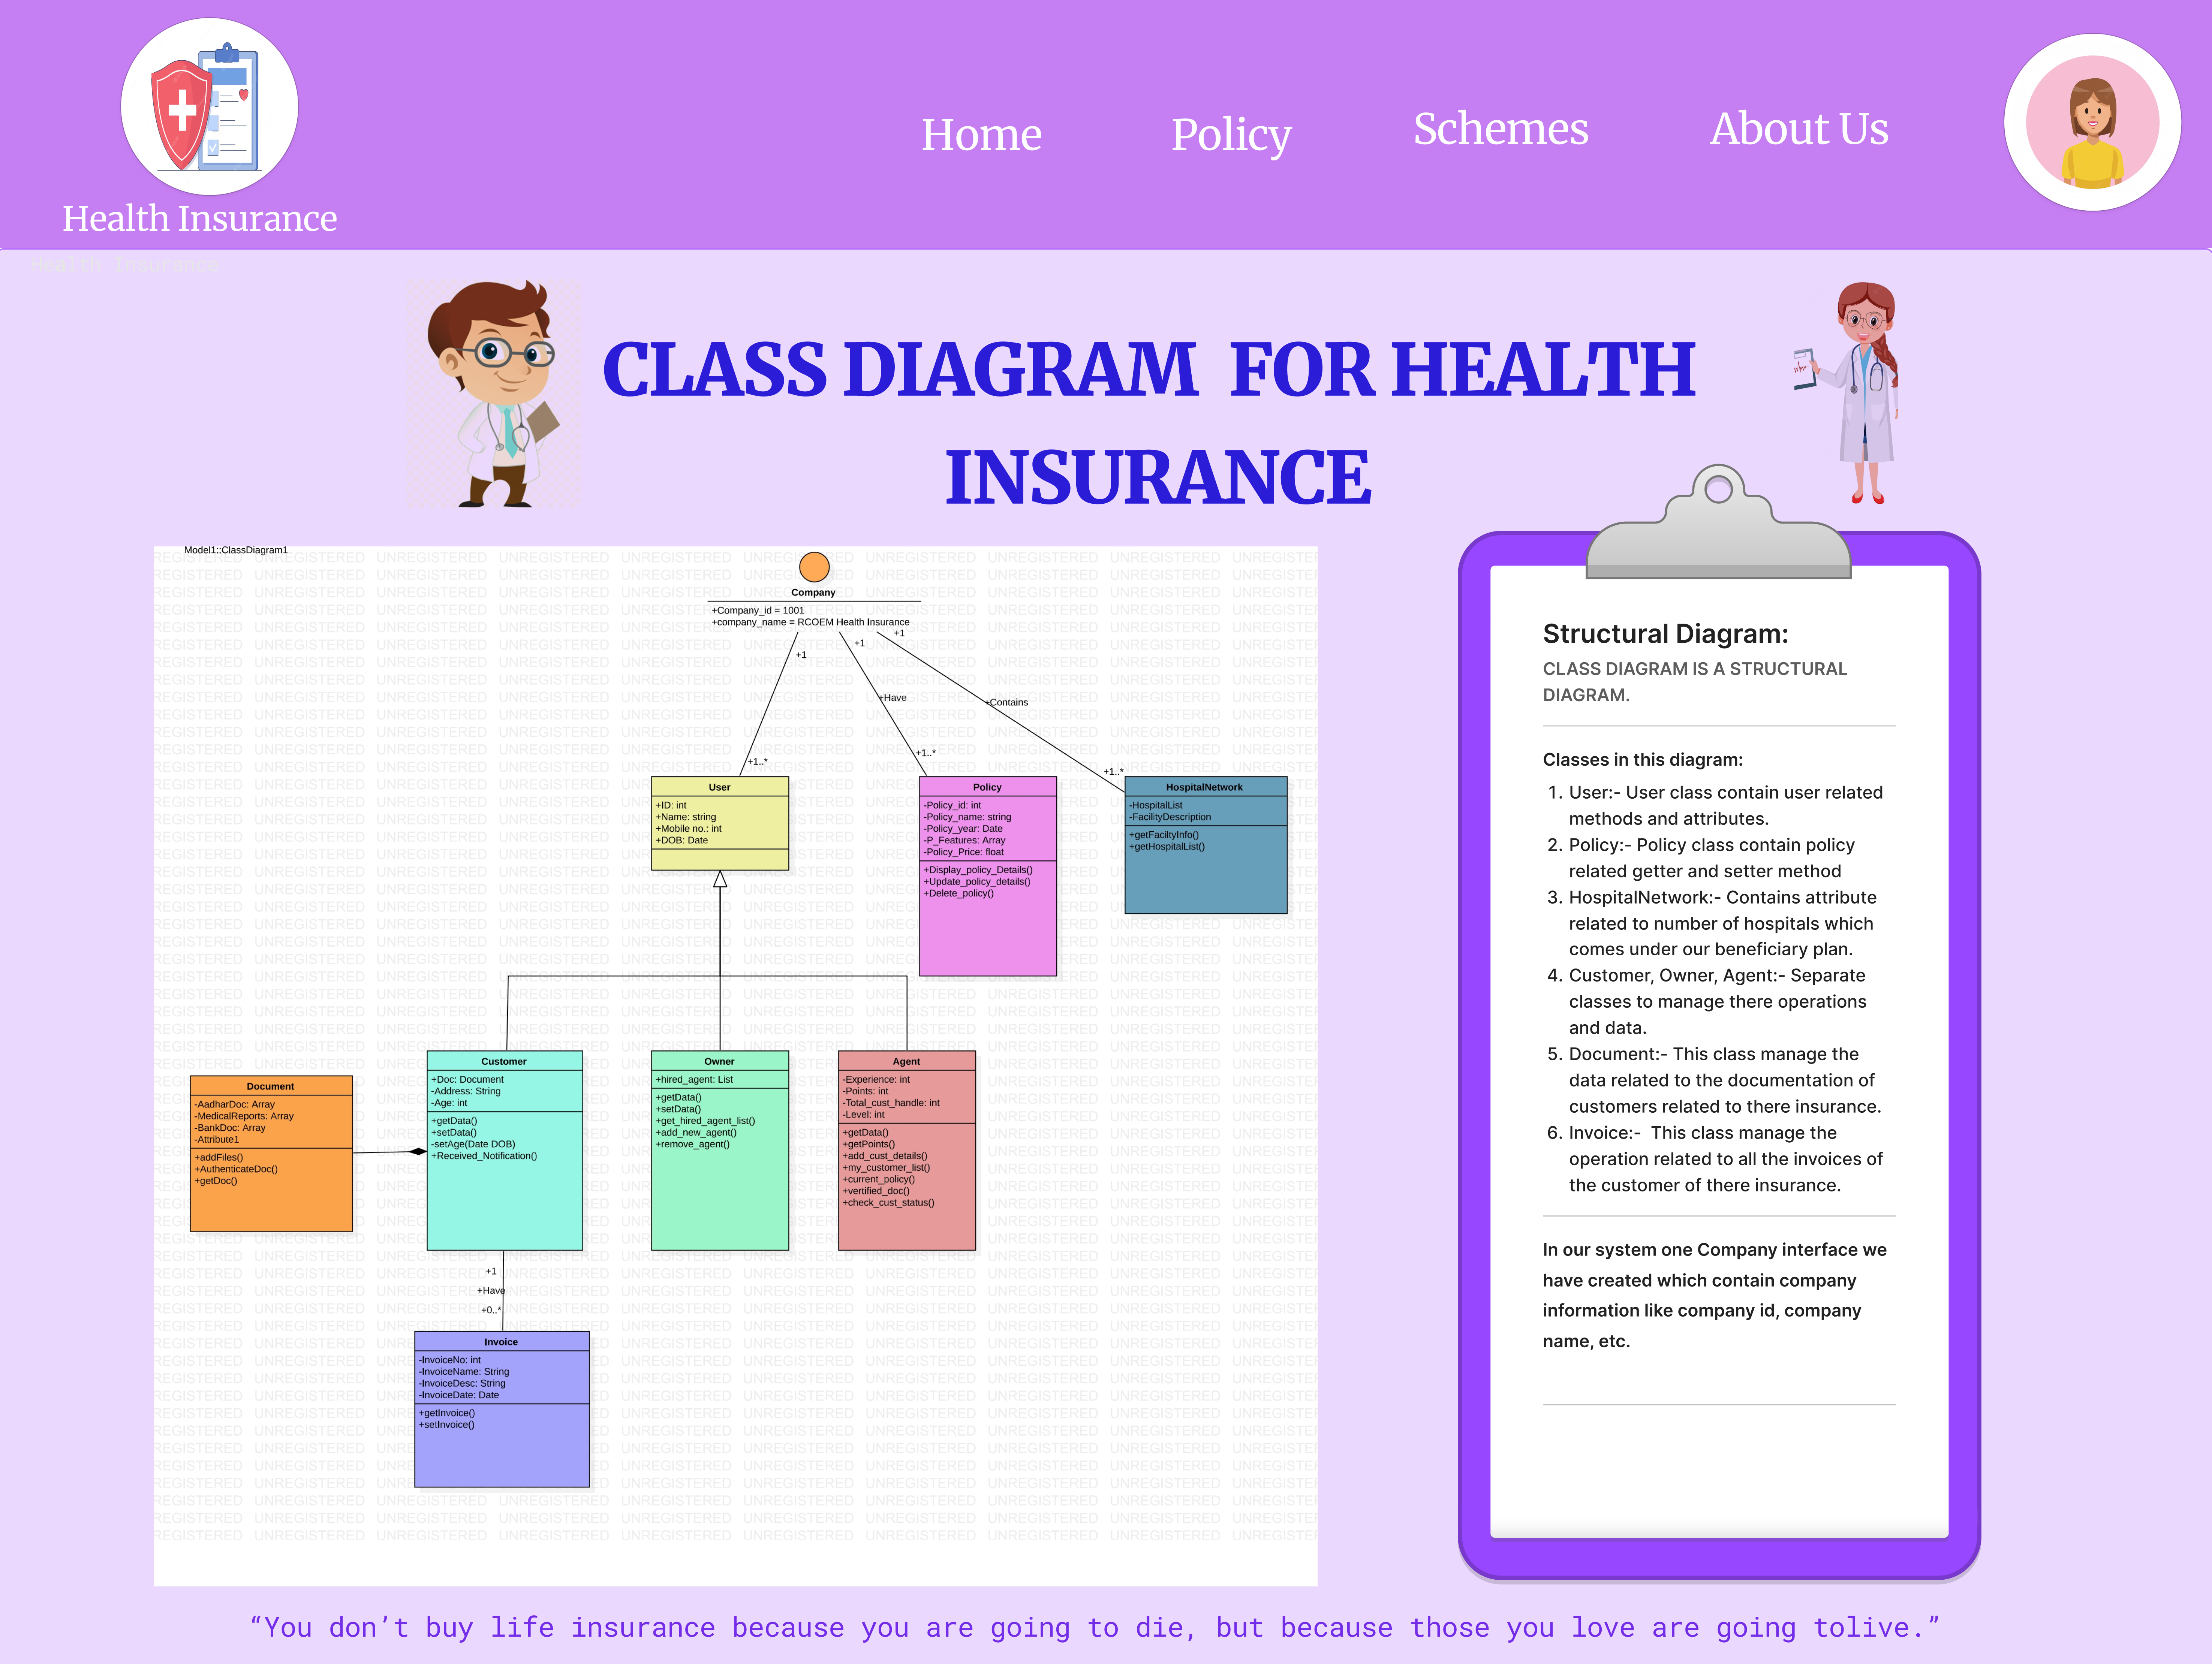 Home
Policy
Schemes
About Us
Health Insurance
Health Insurance
CLASS DIAGRAM FOR HEALTH
INSURANCE
Model1::ClassDiagram1
Company
+Company_id = 1001
+company_name = RCOEM Health Insurance
+1
+1
+1
+Have
+Contains
+1..*
+1..*
+1..*
User
+ID: int
+Name: string
+Mobile no.: int
+DOB: Date
Policy
-Policy_id: int
-Policy_name: string
-Policy_year: Date
-P_Features: Array
-Policy_Price: float
+Display_policy_Details()
+Update_policy_details()
+Delete_policy()
HospitalNetwork
-HospitalList
-FacilityDescription
+getFaciltyInfo()
+getHospitalList()
Document
-AadharDoc: Array
-MedicalReports: Array
-BankDoc: Array
-Attribute1
+addFiles()
+AuthenticateDoc()
+getDoc()
Customer
+Doc: Document
-Address: String
-Age: int
+getData()
+setData()
-setAge(Date DOB)
+Received_Notification()
Owner
+hired_agent: List
+getData()
+setData()
+get_hired_agent_list()
+add_new_agent()
+remove_agent()
Agent
-Experience: int
-Points: int
-Total_cust_handle: int
-Level: int
+getData()
+getPoints()
+add_cust_details()
+my_customer_list()
+current_policy()
+vertified_doc()
+check_cust_status()
+1
+Have
+0..*
Invoice
-InvoiceNo: int
-InvoiceName: String
-InvoiceDesc: String
-InvoiceDate: Date
+getInvoice()
+setInvoice()
Structural Diagram:
CLASS DIAGRAM IS A STRUCTURAL
DIAGRAM.
Classes in this diagram:
1. User:- User class contain user related
methods and attributes.
2. Policy:- Policy class contain policy
related getter and setter method
3. HospitalNetwork:- Contains attribute
related to number of hospitals which
comes under our beneficiary plan.
4. Customer, Owner, Agent:- Separate
classes to manage there operations
and data.
5. Document:- This class manage the
data related to the documentation of
customers related to there insurance.
6. Invoice:- This class manage the
operation related to all the invoices of
the customer of there insurance.
In our system one Company interface we
have created which contain company
information like company id, company
name, etc.
“You don’t buy life insurance because you are going to die, but because those you love are going tolive.”